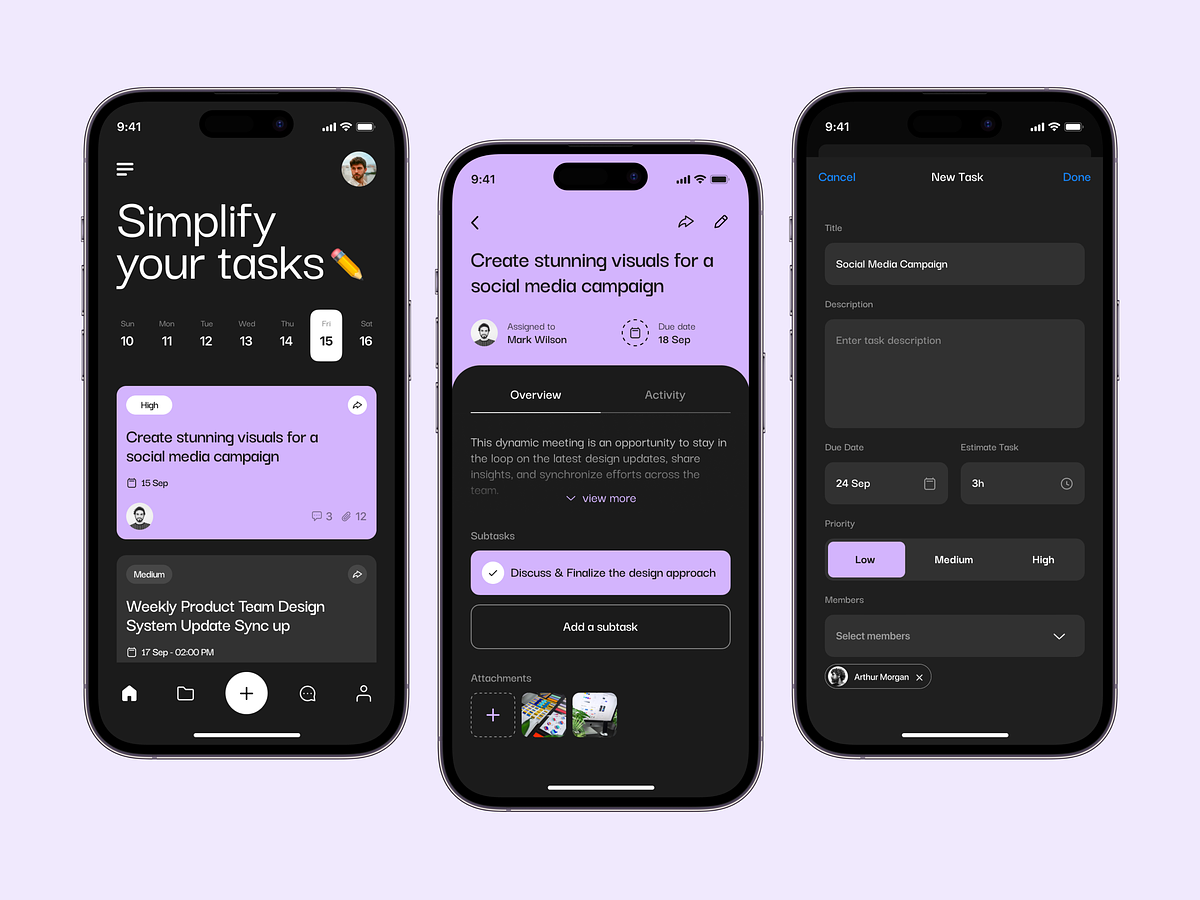 9:41
Simplify
your tasks
Sun Mon Tue Wed Thu Fri Sat
10 11 12 13 14 15 16
High
Create stunning visuals for a
social media campaign
15 Sep
3 12
Medium
Weekly Product Team Design
System Update Sync up
17 Sep - 02:00 PM
9:41
Create stunning visuals for a
social media campaign
Assigned to
Mark Wilson
Due date
18 Sep
Overview Activity
This dynamic meeting is an opportunity to stay in
the loop on the latest design updates, share
insights, and synchronize efforts across the
team.
view more
Subtasks
Discuss & Finalize the design approach
Add a subtask
Attachments
9:41
Cancel New Task Done
Title
Social Media Campaign
Description
Enter task description
Due Date Estimate Task
24 Sep 3h
Priority
Low Medium High
Members
Select members
Arthur Morgan